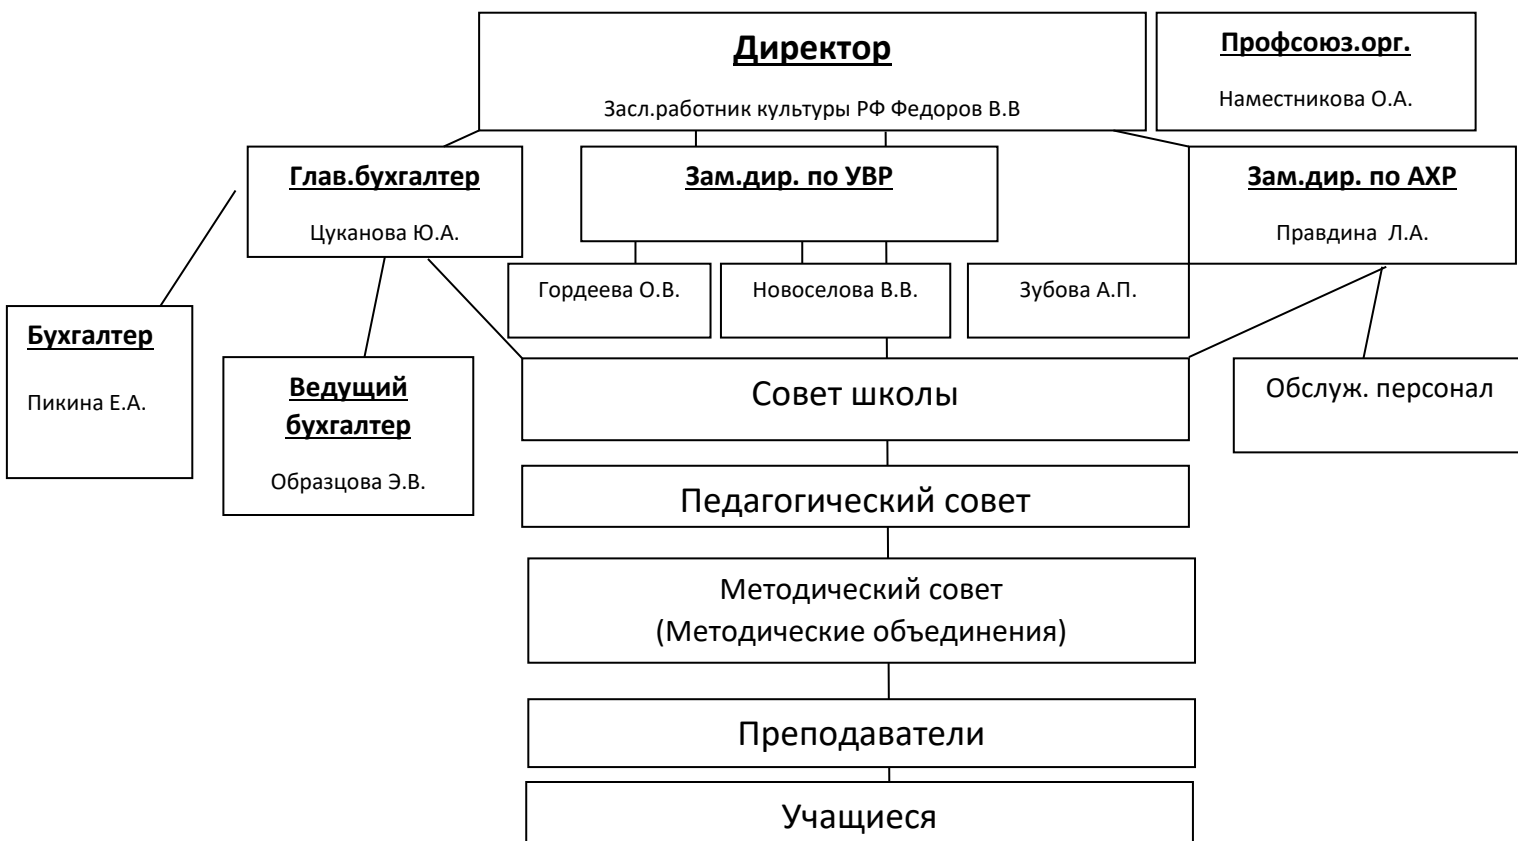 Директор
Засл.работник культуры РФ Федоров В.В
Профсоюз.орг.
Наместникова О.А.
Глав.бухгалтер
Цуканова Ю.А.
Зам.дир. по УВР
Зам.дир. по АХР
Правдина Л.А.
Гордеева О.В.
Новоселова В.В.
Зубова А.П.
Бухгалтер
Пикина Е.А.
Ведущий
бухгалтер
Образцова Э.В.
Совет школы
Обслуж. персонал
Педагогический совет
Методический совет
(Методические объединения)
Преподаватели
Учащиеся